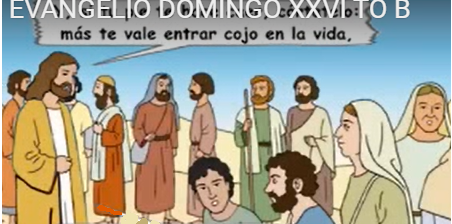 EVANGELIO DOMINGO XXVI TO B
más te vale entrar cojo en la vida,